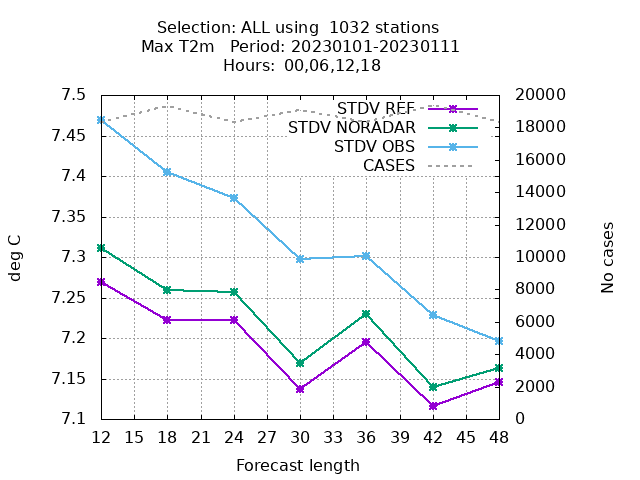 Selection: ALL using  1032 stations
Max T2m   Period: 20230101-20230111
Hours:  00,06,12,18
7.5
7.45
7.4
7.35
7.3
7.25
7.2
7.15
7.1
deg C
STDV REF
STDV NORADAR
STDV OBS
CASES
20000
18000
16000
14000
12000
10000
8000
6000
4000
2000
0
No cases
12 15 18 21 24 27 30 33 36 39 42 45 48
Forecast length